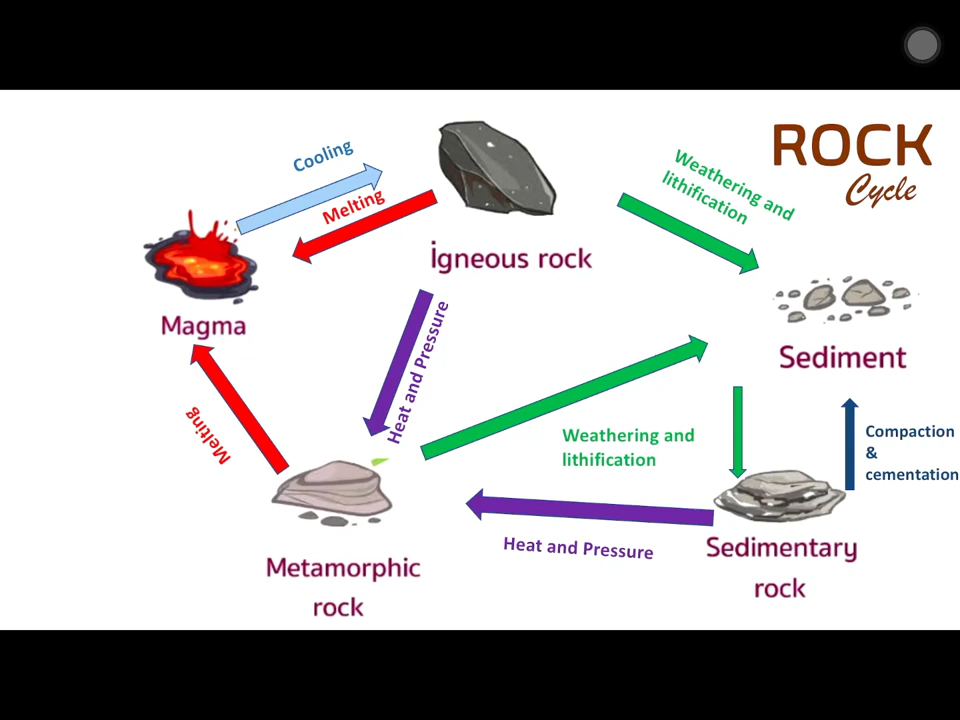 ROCK
Cycle
Cooling
Melting
Weathering and
lithification
igneous rock
Magma
Heat and Pressure
Sediment
Melting
Weathering and
lithification
Compaction
&
cementation
Heat and Pressure
Metamorphic
rock
Sedimentary
rock